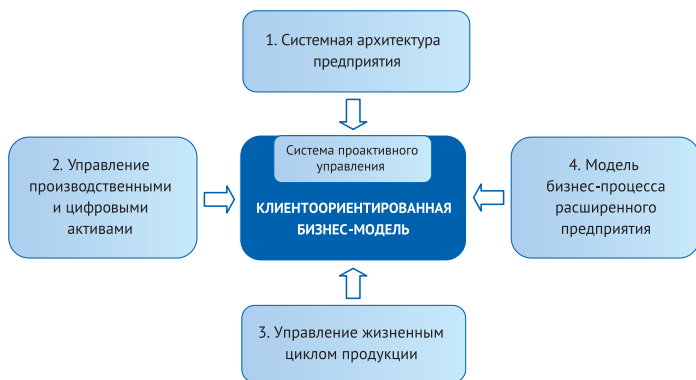 1. Системная архитектура
предприятия
2. Управление
производственными
и цифровыми
активами
Система проактивного
управления
КЛИЕНТООРИЕНТИРОВАННАЯ
БИЗНЕС-МОДЕЛЬ
4. Модель
бизнес-процесса
расширенного
предприятия
3. Управление жизненным
циклом продукции